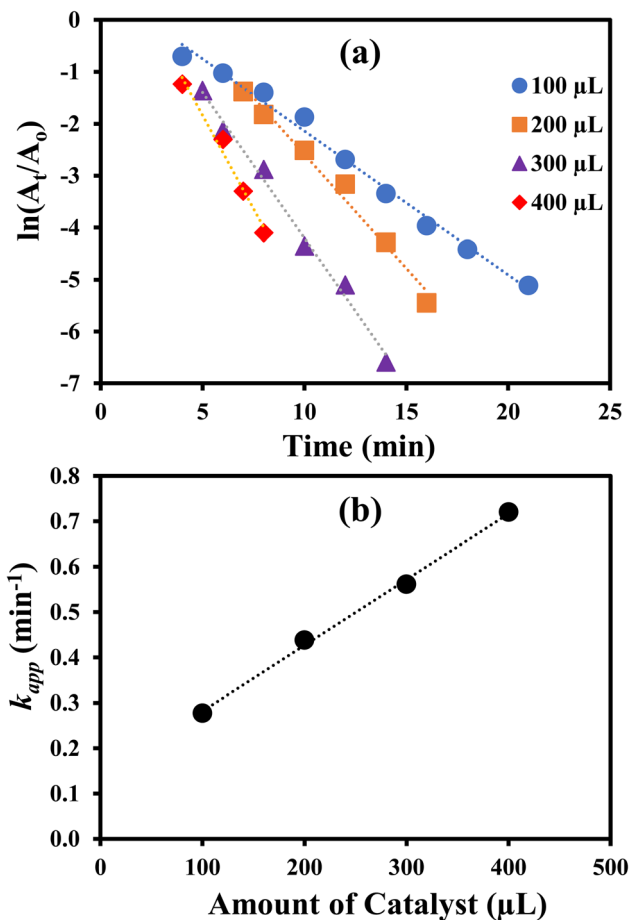 (a)
0
-1
-2
-3
-4
-5
-6
-7
ln(Aₜ/Aₒ)
100 µL
200 µL
300 µL
400 µL
0 5 10 15 20 25
Time (min)
(b)
0.8
0.7
0.6
0.5
0.4
0.3
0.2
0.1
0.0
k_app (min⁻¹)
0 100 200 300 400 500
Amount of Catalyst (µL)